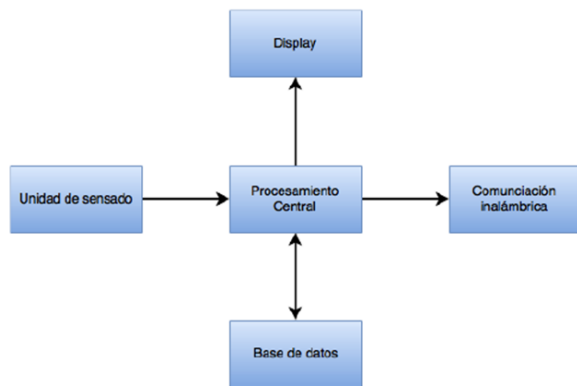 Display
Unidad de sensado
Procesamiento
Central
Comunciación
inalámbrica
Base de datos